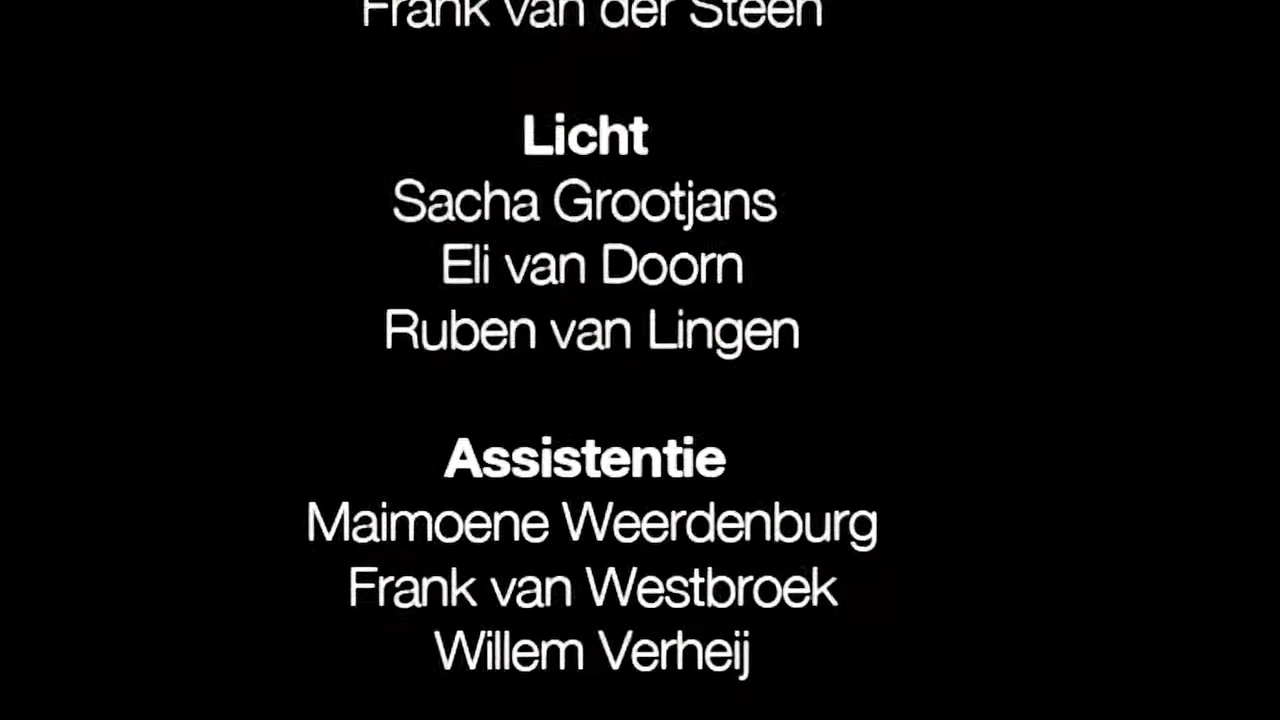 Frank van der Steen
Licht
Sacha Grootjans
Eli van Doorn
Ruben van Lingen
Assistentie
Maimoene Weerdenburg
Frank van Westbroek
Willem Verheij